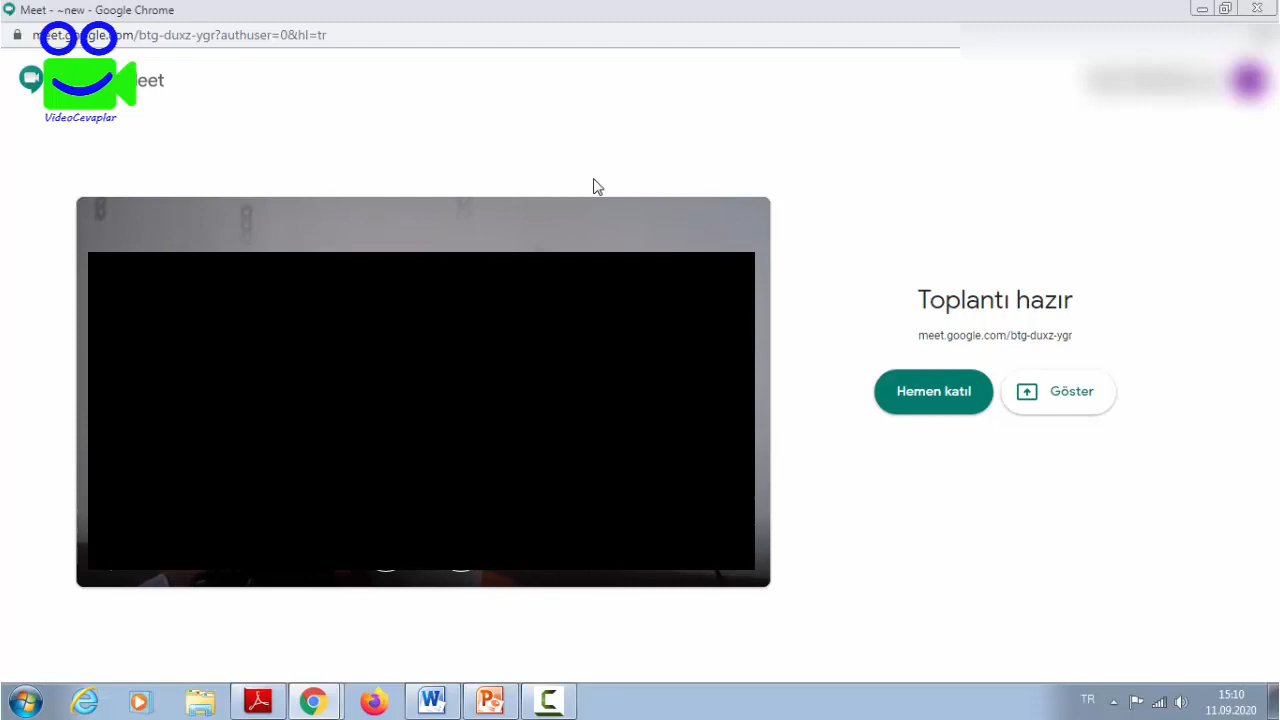 Meet - ~new - Google Chrome
meet.google.com/btg-duxz-ygr?authuser=0&hl=tr
eet
VideoCevaplar
Toplantı hazır
meet.google.com/btg-duxz-ygr
Hemen katıl
Göster
TR
15:10
11.09.2020